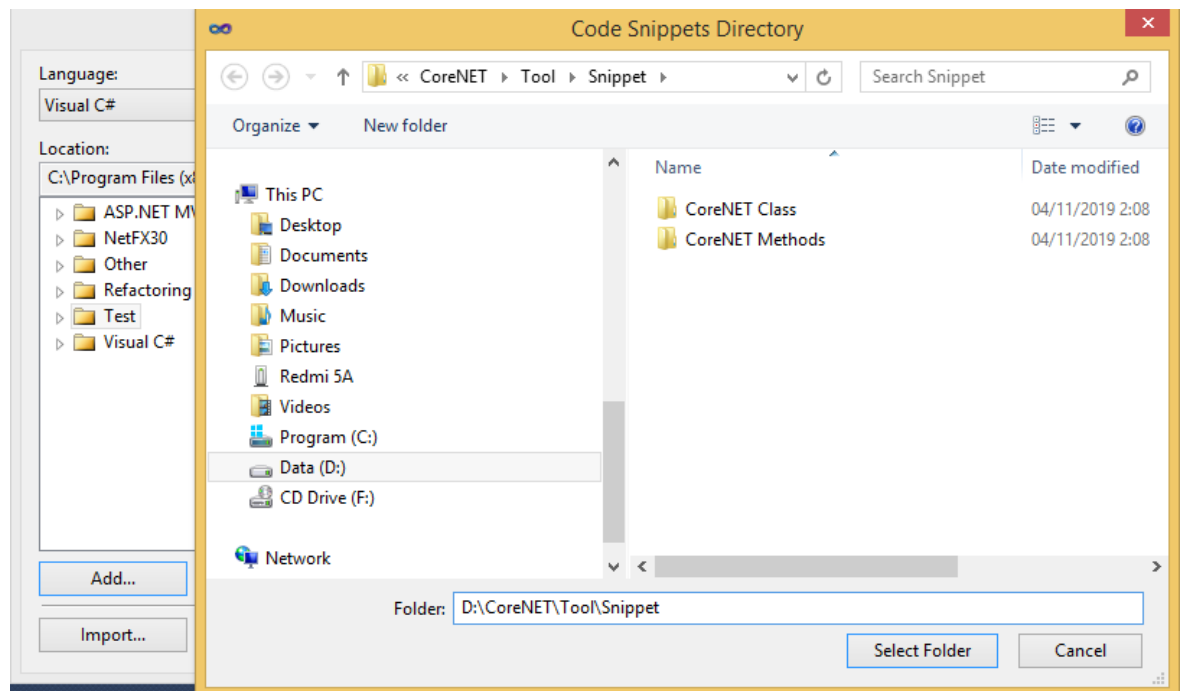 Code Snippets Directory
Language:
Visual C#
Location:
C:\Program Files (x8
ASP.NET MV
NetFX30
Other
Refactoring
Test
Visual C#
Add...
Import...
« CoreNET Tool Snippet
Search Snippet
Organize New folder
This PC
Desktop
Documents
Downloads
Music
Pictures
Redmi 5A
Videos
Program (C:)
Data (D:)
CD Drive (F:)
Network
Name Date modified
CoreNET Class 04/11/2019 2:08
CoreNET Methods 04/11/2019 2:08
Folder: D:\CoreNET\Tool\Snippet
Select Folder Cancel